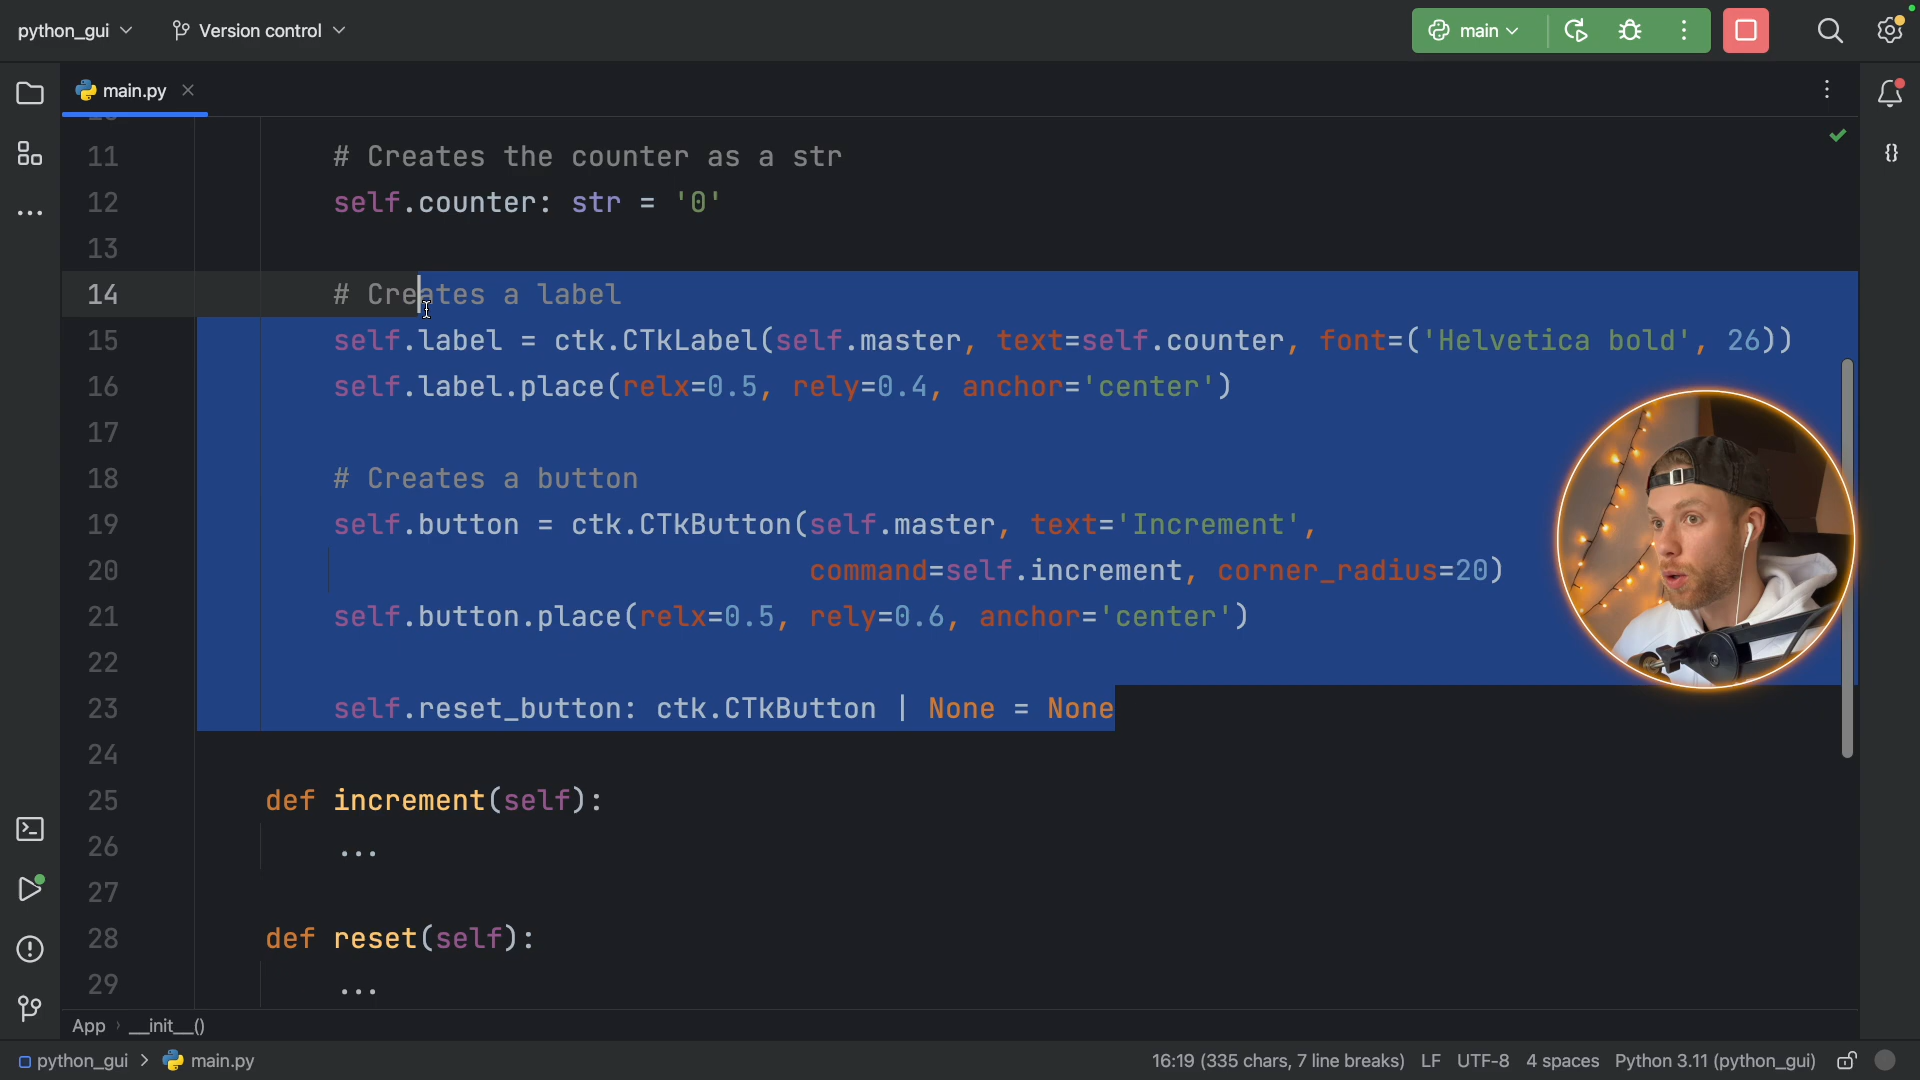 python_gui
Version control
main
main.py
11 # Creates the counter as a str
12 self.counter: str = '0'
13
14 # Creates a label
15 self.label = ctk.CTkLabel(self.master, text=self.counter, font=('Helvetica bold', 26))
16 self.label.place(relx=0.5, rely=0.4, anchor='center')
17
18 # Creates a button
19 self.button = ctk.CTkButton(self.master, text='Increment',
20 command=self.increment, corner_radius=20)
21 self.button.place(relx=0.5, rely=0.6, anchor='center')
22
23 self.reset_button: ctk.CTkButton | None = None
24
25 def increment(self):
26 ...
27
28 def reset(self):
29 ...
App › __init__()
python_gui > main.py
16:19 (335 chars, 7 line breaks) LF UTF-8 4 spaces Python 3.11 (python_gui)